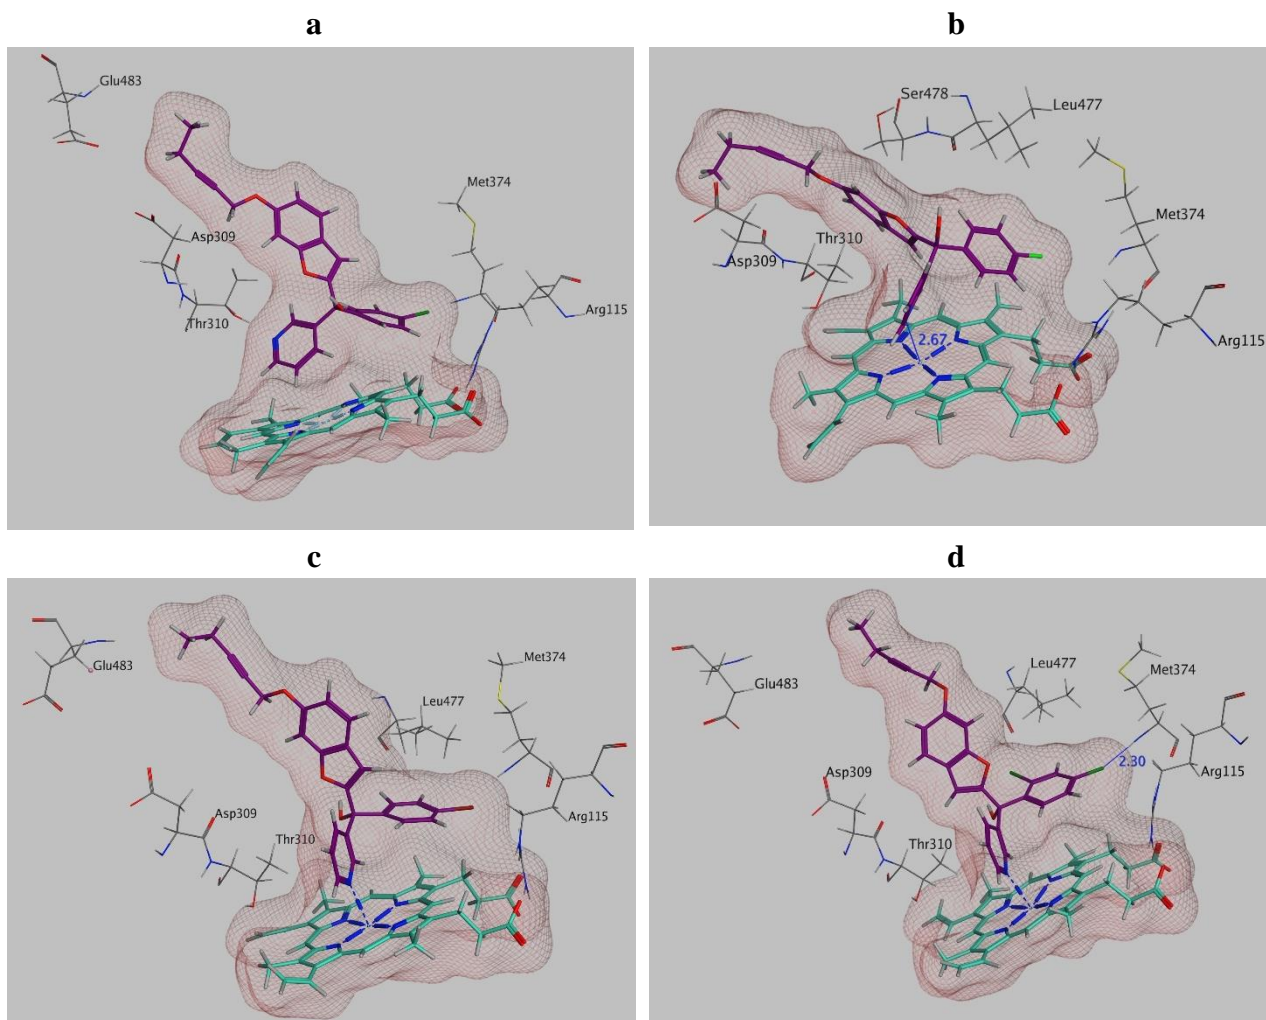 a
b
Glu483
Met374
Asp309
Thr310
Arg115
Ser478
Leu477
Met374
Thr310
Asp309
2.67
Arg115
c
d
Glu483
Met374
Leu477
Asp309
Thr310
Arg115
Leu477
Met374
Glu483
2.30
Asp309
Arg115
Thr310